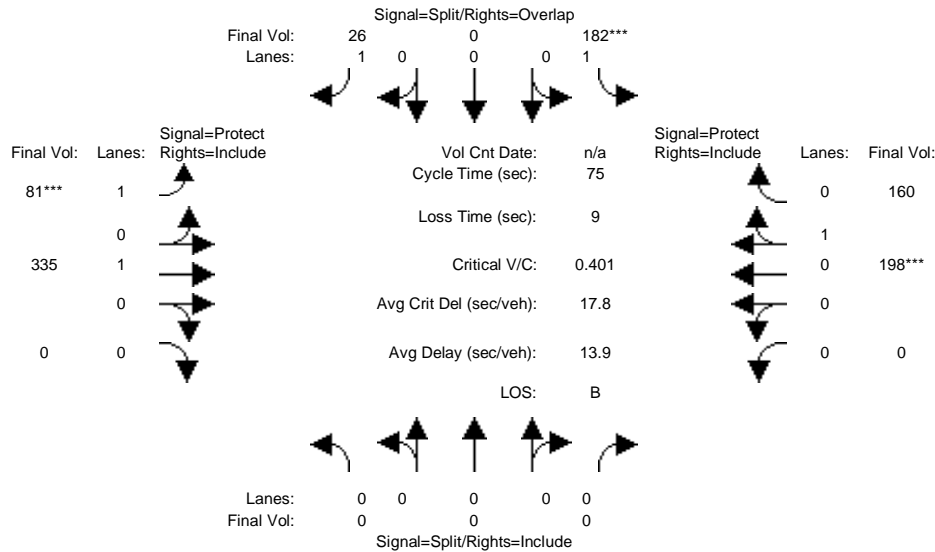 Signal=Split/Rights=Overlap
Final Vol: 26 0 182***
Lanes: 1 0 0 0 1
Signal=Protect Signal=Protect
Final Vol: Lanes: Rights=Include Vol Cnt Date: n/a Rights=Include Lanes: Final Vol:
Cycle Time (sec): 75
81*** 1 0 160
Loss Time (sec): 9
0 1
335 1 Critical V/C: 0.401 0 198***
0 Avg Crit Del (sec/veh): 17.8 0
0 0 Avg Delay (sec/veh): 13.9 0 0
LOS: B
Lanes: 0 0 0 0 0
Final Vol: 0 0 0
Signal=Split/Rights=Include